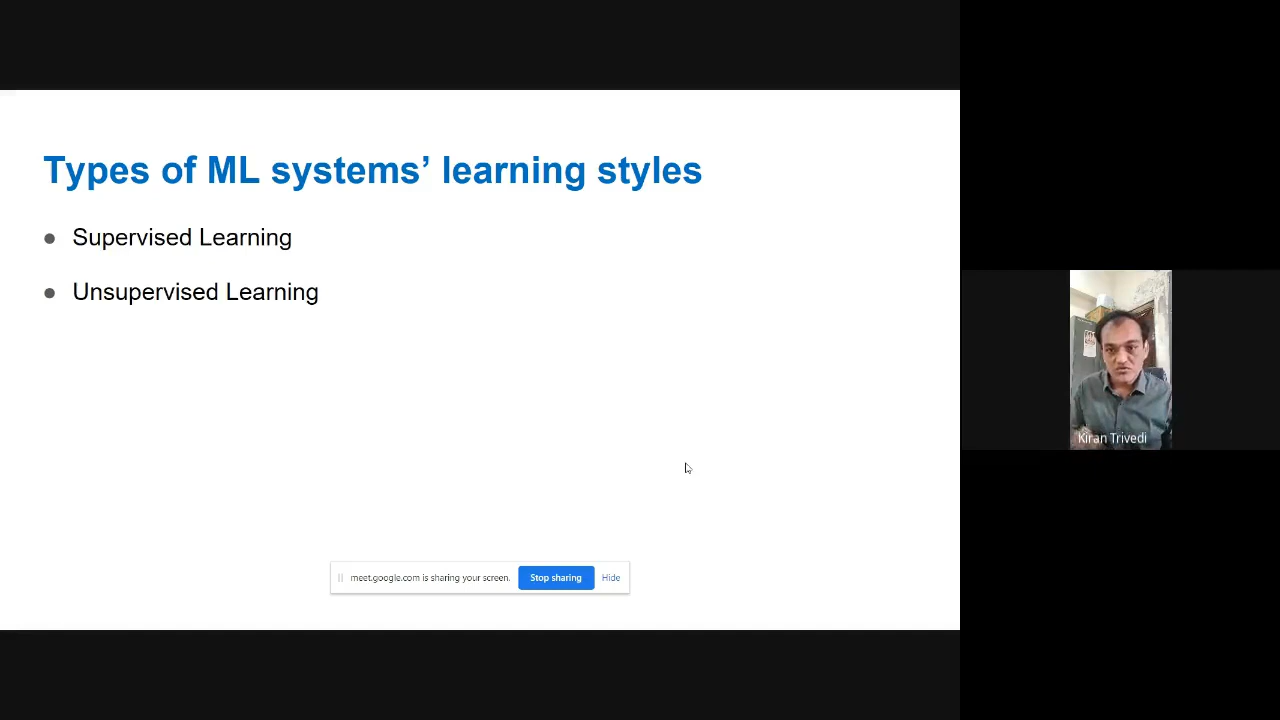 Types of ML systems’ learning styles
● Supervised Learning
● Unsupervised Learning
meet.google.com is sharing your screen.
Stop sharing
Hide
Kiran Trivedi